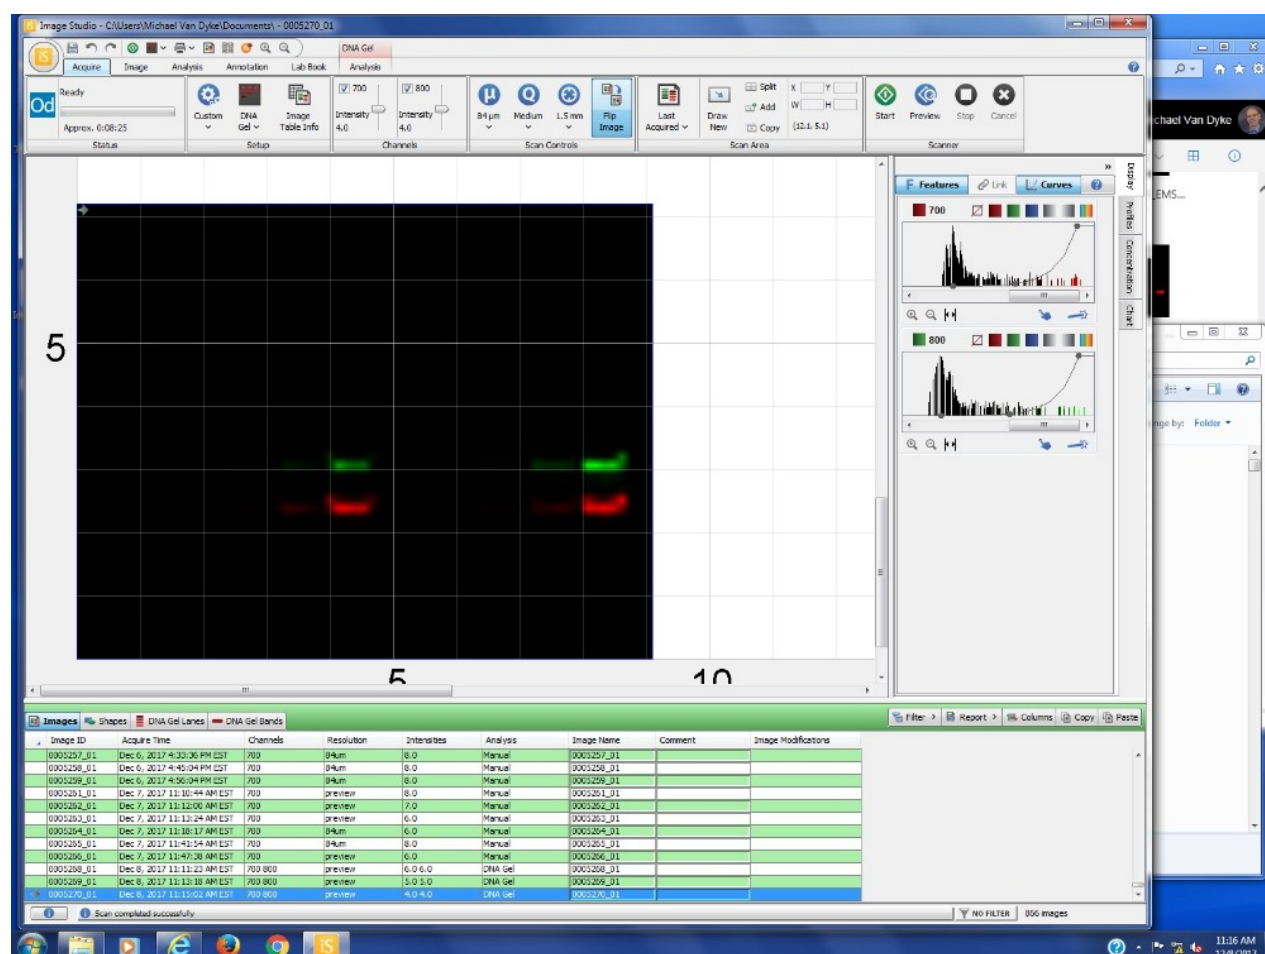 Image Studio - C:\Users\Michael Van Dyke\Documents\ - 0005270_01
DNA Gel
Acquire Image Analysis Annotation Lab Book Analysis
Od Ready
Approx. 0:08:25
Status
Custom
DNA Gel
Image Table Info
Setup
700 Intensity 4.0
800 Intensity 4.0
Channels
84 µm
Medium
1.5 mm
Flip Image
Scan Controls
Last Acquired
Draw New
Split
Add
Copy
X Y
W H
(12.1, 5.1)
Scan Area
Start
Preview
Stop
Cancel
Scanner
5
5
10
Features Link Curves
700
800
Display
Profiles
Concentration
Chart
chael Van Dyke
_EMS...
nge by: Folder
Images Shapes DNA Gel Lanes DNA Gel Bands
Filter > Report > Columns Copy Paste
Image ID Acquire Time Channels Resolution Intensities Analysis Image Name Comment Image Modifications
0005257_01 Dec 6, 2017 4:33:36 PM EST 700 84um 8.0 Manual 0005257_01
0005258_01 Dec 6, 2017 4:45:04 PM EST 700 84um 8.0 Manual 0005258_01
0005259_01 Dec 6, 2017 4:56:04 PM EST 700 84um 8.0 Manual 0005259_01
0005261_01 Dec 7, 2017 11:10:44 AM EST 700 preview 8.0 Manual 0005261_01
0005262_01 Dec 7, 2017 11:12:00 AM EST 700 preview 7.0 Manual 0005262_01
0005263_01 Dec 7, 2017 11:13:24 AM EST 700 preview 6.0 Manual 0005263_01
0005264_01 Dec 7, 2017 11:18:17 AM EST 700 84um 6.0 Manual 0005264_01
0005265_01 Dec 7, 2017 11:41:54 AM EST 700 84um 8.0 Manual 0005265_01
0005266_01 Dec 7, 2017 11:47:38 AM EST 700 preview 6.0 Manual 0005266_01
0005268_01 Dec 8, 2017 11:11:23 AM EST 700 800 preview 6.0 6.0 DNA Gel 0005268_01
0005269_01 Dec 8, 2017 11:13:18 AM EST 700 800 preview 5.0 5.0 DNA Gel 0005269_01
0005270_01 Dec 8, 2017 11:15:02 AM EST 700 800 preview 4.0 4.0 DNA Gel 0005270_01
Scan completed successfully
NO FILTER 866 images
11:16 AM
12/8/2017